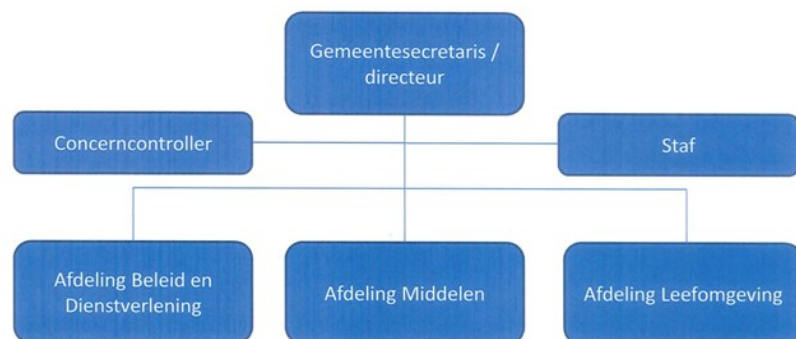 Gemeentesecretaris /
directeur
Concerncontroller
Staf
Afdeling Beleid en
Dienstverlening
Afdeling Middelen
Afdeling Leefomgeving